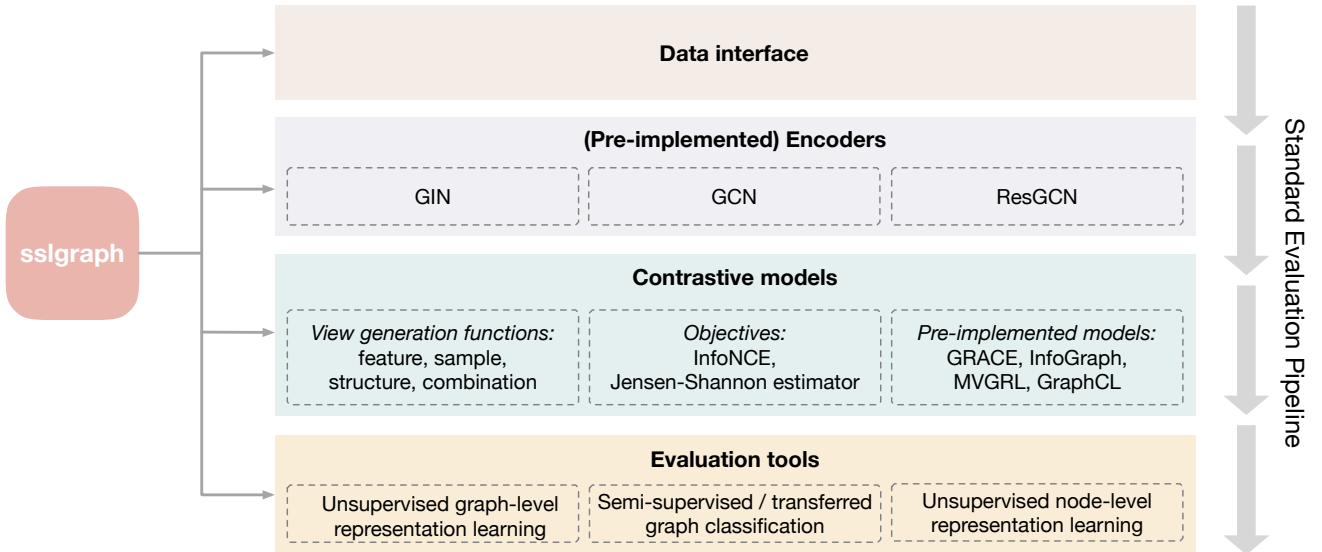 sslgraph
Data interface
(Pre-implemented) Encoders
GIN
GCN
ResGCN
Contrastive models
View generation functions:
feature, sample,
structure, combination
Objectives:
InfoNCE,
Jensen-Shannon estimator
Pre-implemented models:
GRACE, InfoGraph,
MVGRL, GraphCL
Evaluation tools
Unsupervised graph-level
representation learning
Semi-supervised / transferred
graph classification
Unsupervised node-level
representation learning
Standard Evaluation Pipeline